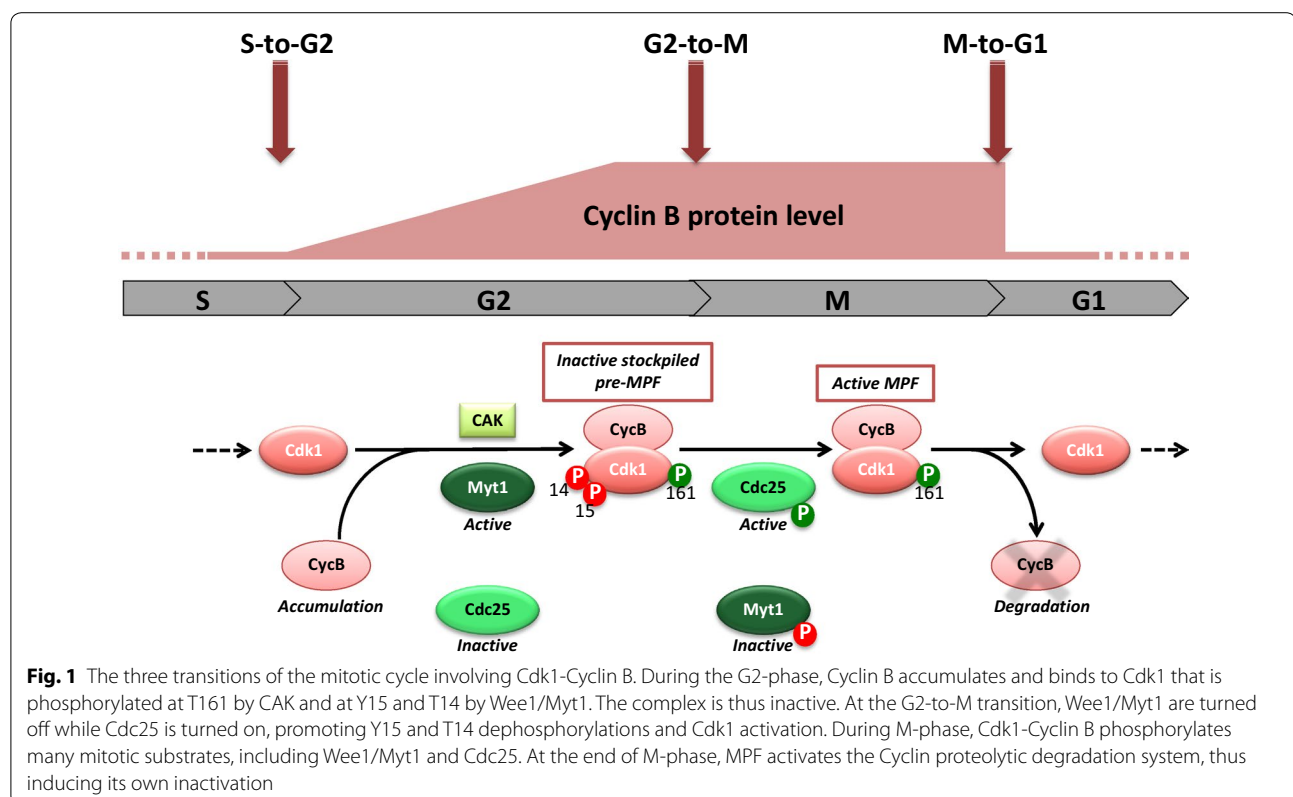 S-to-G2 G2-to-M M-to-G1
Cyclin B protein level
S G2 M G1
Inactive stockpiled
pre-MPF
Active MPF
CAK
CycB
CycB
Cdk1
Cdk1
Cdk1
Cdk1
P
P
P
P
14
15
161
161
Myt1
Active
Cdc25
P
Active
CycB
Accumulation
CycB
Degradation
Cdc25
Inactive
Myt1
P
Inactive
Fig. 1 The three transitions of the mitotic cycle involving Cdk1-Cyclin B. During the G2-phase, Cyclin B accumulates and binds to Cdk1 that is
phosphorylated at T161 by CAK and at Y15 and T14 by Wee1/Myt1. The complex is thus inactive. At the G2-to-M transition, Wee1/Myt1 are turned
off while Cdc25 is turned on, promoting Y15 and T14 dephosphorylations and Cdk1 activation. During M-phase, Cdk1-Cyclin B phosphorylates
many mitotic substrates, including Wee1/Myt1 and Cdc25. At the end of M-phase, MPF activates the Cyclin proteolytic degradation system, thus
inducing its own inactivation